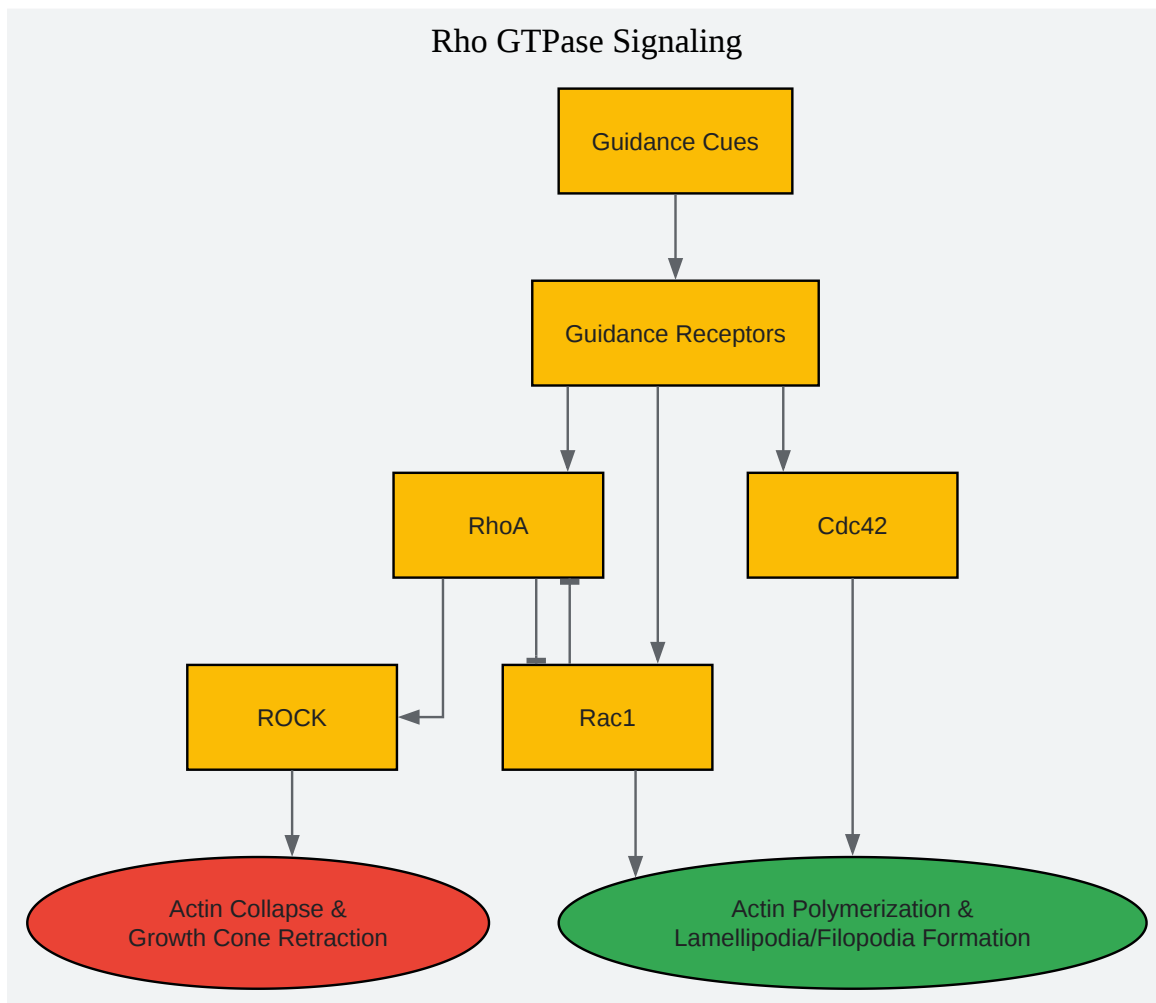 Rho GTPase Signaling
Guidance Cues
Guidance Receptors
RhoA
Cdc42
ROCK
Rac1
Actin Collapse &
Growth Cone Retraction
Actin Polymerization &
Lamellipodia/Filopodia Formation